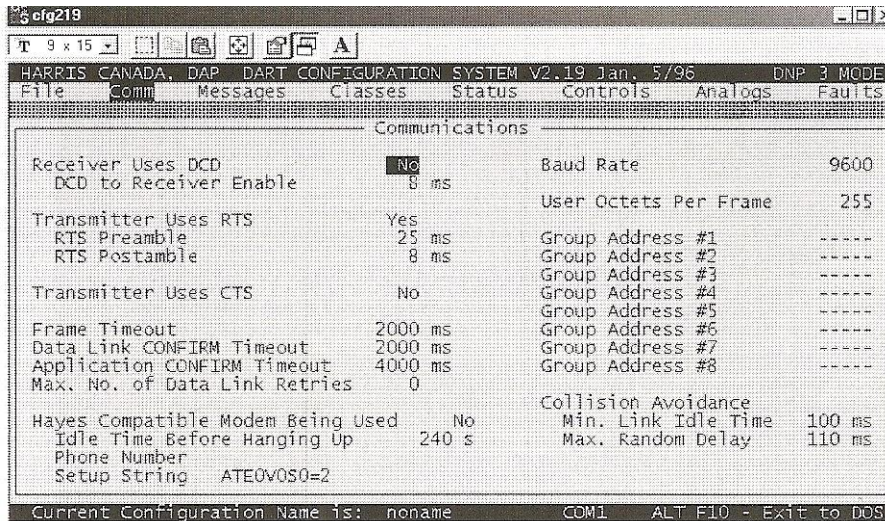 cfg219
T 9 x 15 A
HARRIS CANADA, DAP DART CONFIGURATION SYSTEM V2.19 Jan. 5/96 DNP 3 MODE
File Comm Messages Classes Status Controls Analogs Faults
Communications
Receiver Uses DCD No
DCD to Receiver Enable 8 ms
Transmitter Uses RTS Yes
RTS Preamble 25 ms
RTS Postamble 8 ms
Transmitter Uses CTS No
Frame Timeout 2000 ms
Data Link CONFIRM Timeout 2000 ms
Application CONFIRM Timeout 4000 ms
Max. No. of Data Link Retries 0
Hayes Compatible Modem Being Used No
Idle Time Before Hanging Up 240 s
Phone Number
Setup String ATE0V0S0=2
Baud Rate 9600
User Octets Per Frame 255
Group Address #1 -----
Group Address #2 -----
Group Address #3 -----
Group Address #4 -----
Group Address #5 -----
Group Address #6 -----
Group Address #7 -----
Group Address #8 -----
Collision Avoidance
Min. Link Idle Time 100 ms
Max. Random Delay 110 ms
Current Configuration Name is: noname COM1 ALT F10 - Exit to DOS